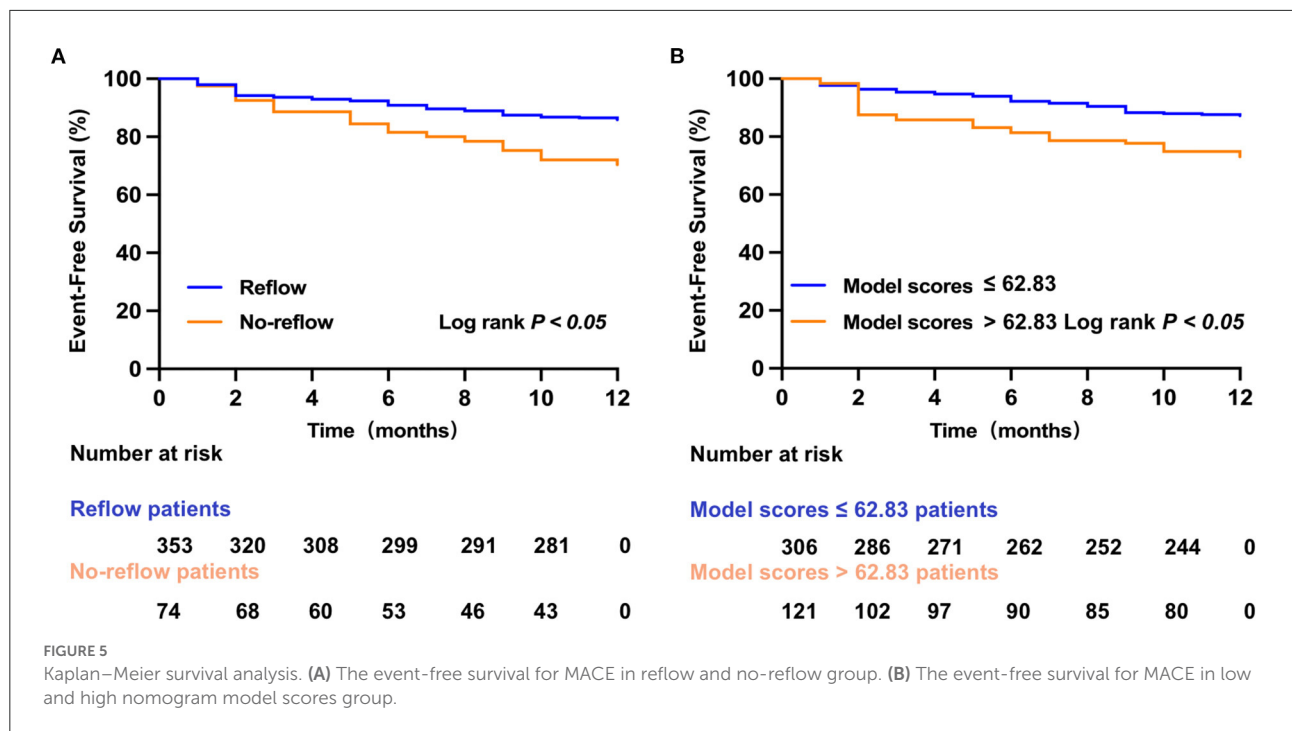 A
100
80
60
40
20
0
Event-Free Survival (%)
Reflow
No-reflow
Log rank P < 0.05
0 2 4 6 8 10 12
Time (months)
Number at risk
Reflow patients
353 320 308 299 291 281 0
No-reflow patients
74 68 60 53 46 43 0
B
100
80
60
40
20
0
Event-Free Survival (%)
Model scores ≤ 62.83
Model scores > 62.83 Log rank P < 0.05
0 2 4 6 8 10 12
Time (months)
Number at risk
Model scores ≤ 62.83 patients
306 286 271 262 252 244 0
Model scores > 62.83 patients
121 102 97 90 85 80 0
FIGURE 5
Kaplan–Meier survival analysis. (A) The event-free survival for MACE in reflow and no-reflow group. (B) The event-free survival for MACE in low
and high nomogram model scores group.